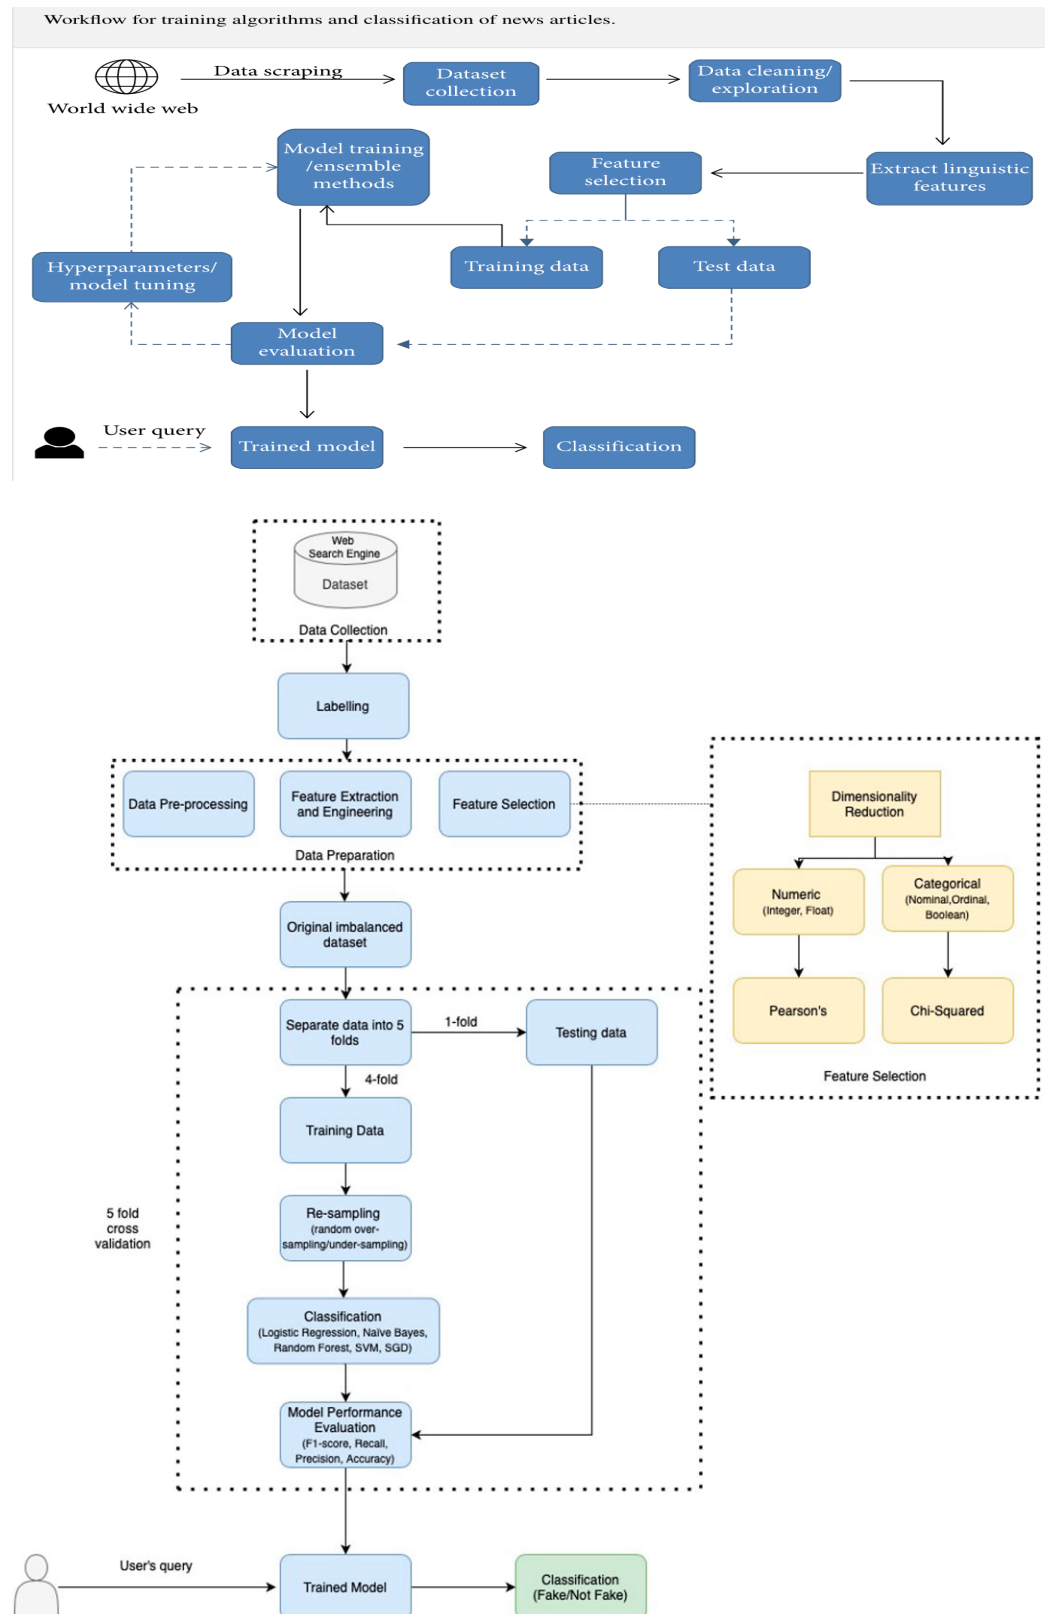 Workflow for training algorithms and classification of news articles.
World wide web
Data scraping
Dataset
collection
Data cleaning/
exploration
Model training
/ensemble
methods
Feature
selection
Extract linguistic
features
Hyperparameters/
model tuning
Training data
Test data
Model
evaluation
User query
Trained model
Classification
Web
Search Engine
Dataset
Data Collection
Labelling
Data Pre-processing
Feature Extraction
and Engineering
Feature Selection
Data Preparation
Dimensionality
Reduction
Numeric
(Integer, Float)
Categorical
(Nominal,Ordinal,
Boolean)
Pearson's
Chi-Squared
Feature Selection
Original imbalanced
dataset
Separate data into 5
folds
1-fold
Testing data
4-fold
Training Data
Re-sampling
(random over-
sampling/under-sampling)
5 fold
cross
validation
Classification
(Logistic Regression, Naïve Bayes,
Random Forest, SVM, SGD)
Model Performance
Evaluation
(F1-score, Recall,
Precision, Accuracy)
User's query
Trained Model
Classification
(Fake/Not Fake)